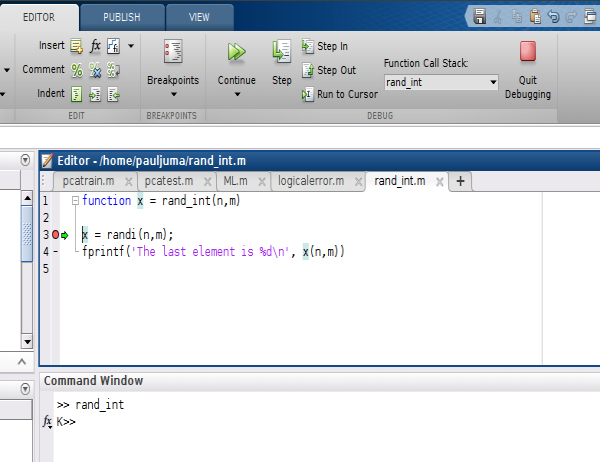 EDITOR PUBLISH VIEW
Insert fx
Comment % %
Indent
EDIT
Breakpoints
BREAKPOINTS
Continue
Step
Step In
Step Out
Run to Cursor
Function Call Stack:
rand_int
Quit
Debugging
DEBUG
Editor - /home/pauljuma/rand_int.m
pcatrain.m pcatest.m ML.m logicalerror.m rand_int.m +
1 function x = rand_int(n,m)
2
3 x = randi(n,m);
4 - fprintf('The last element is %d\n', x(n,m))
5
Command Window
>> rand_int
fx K>>